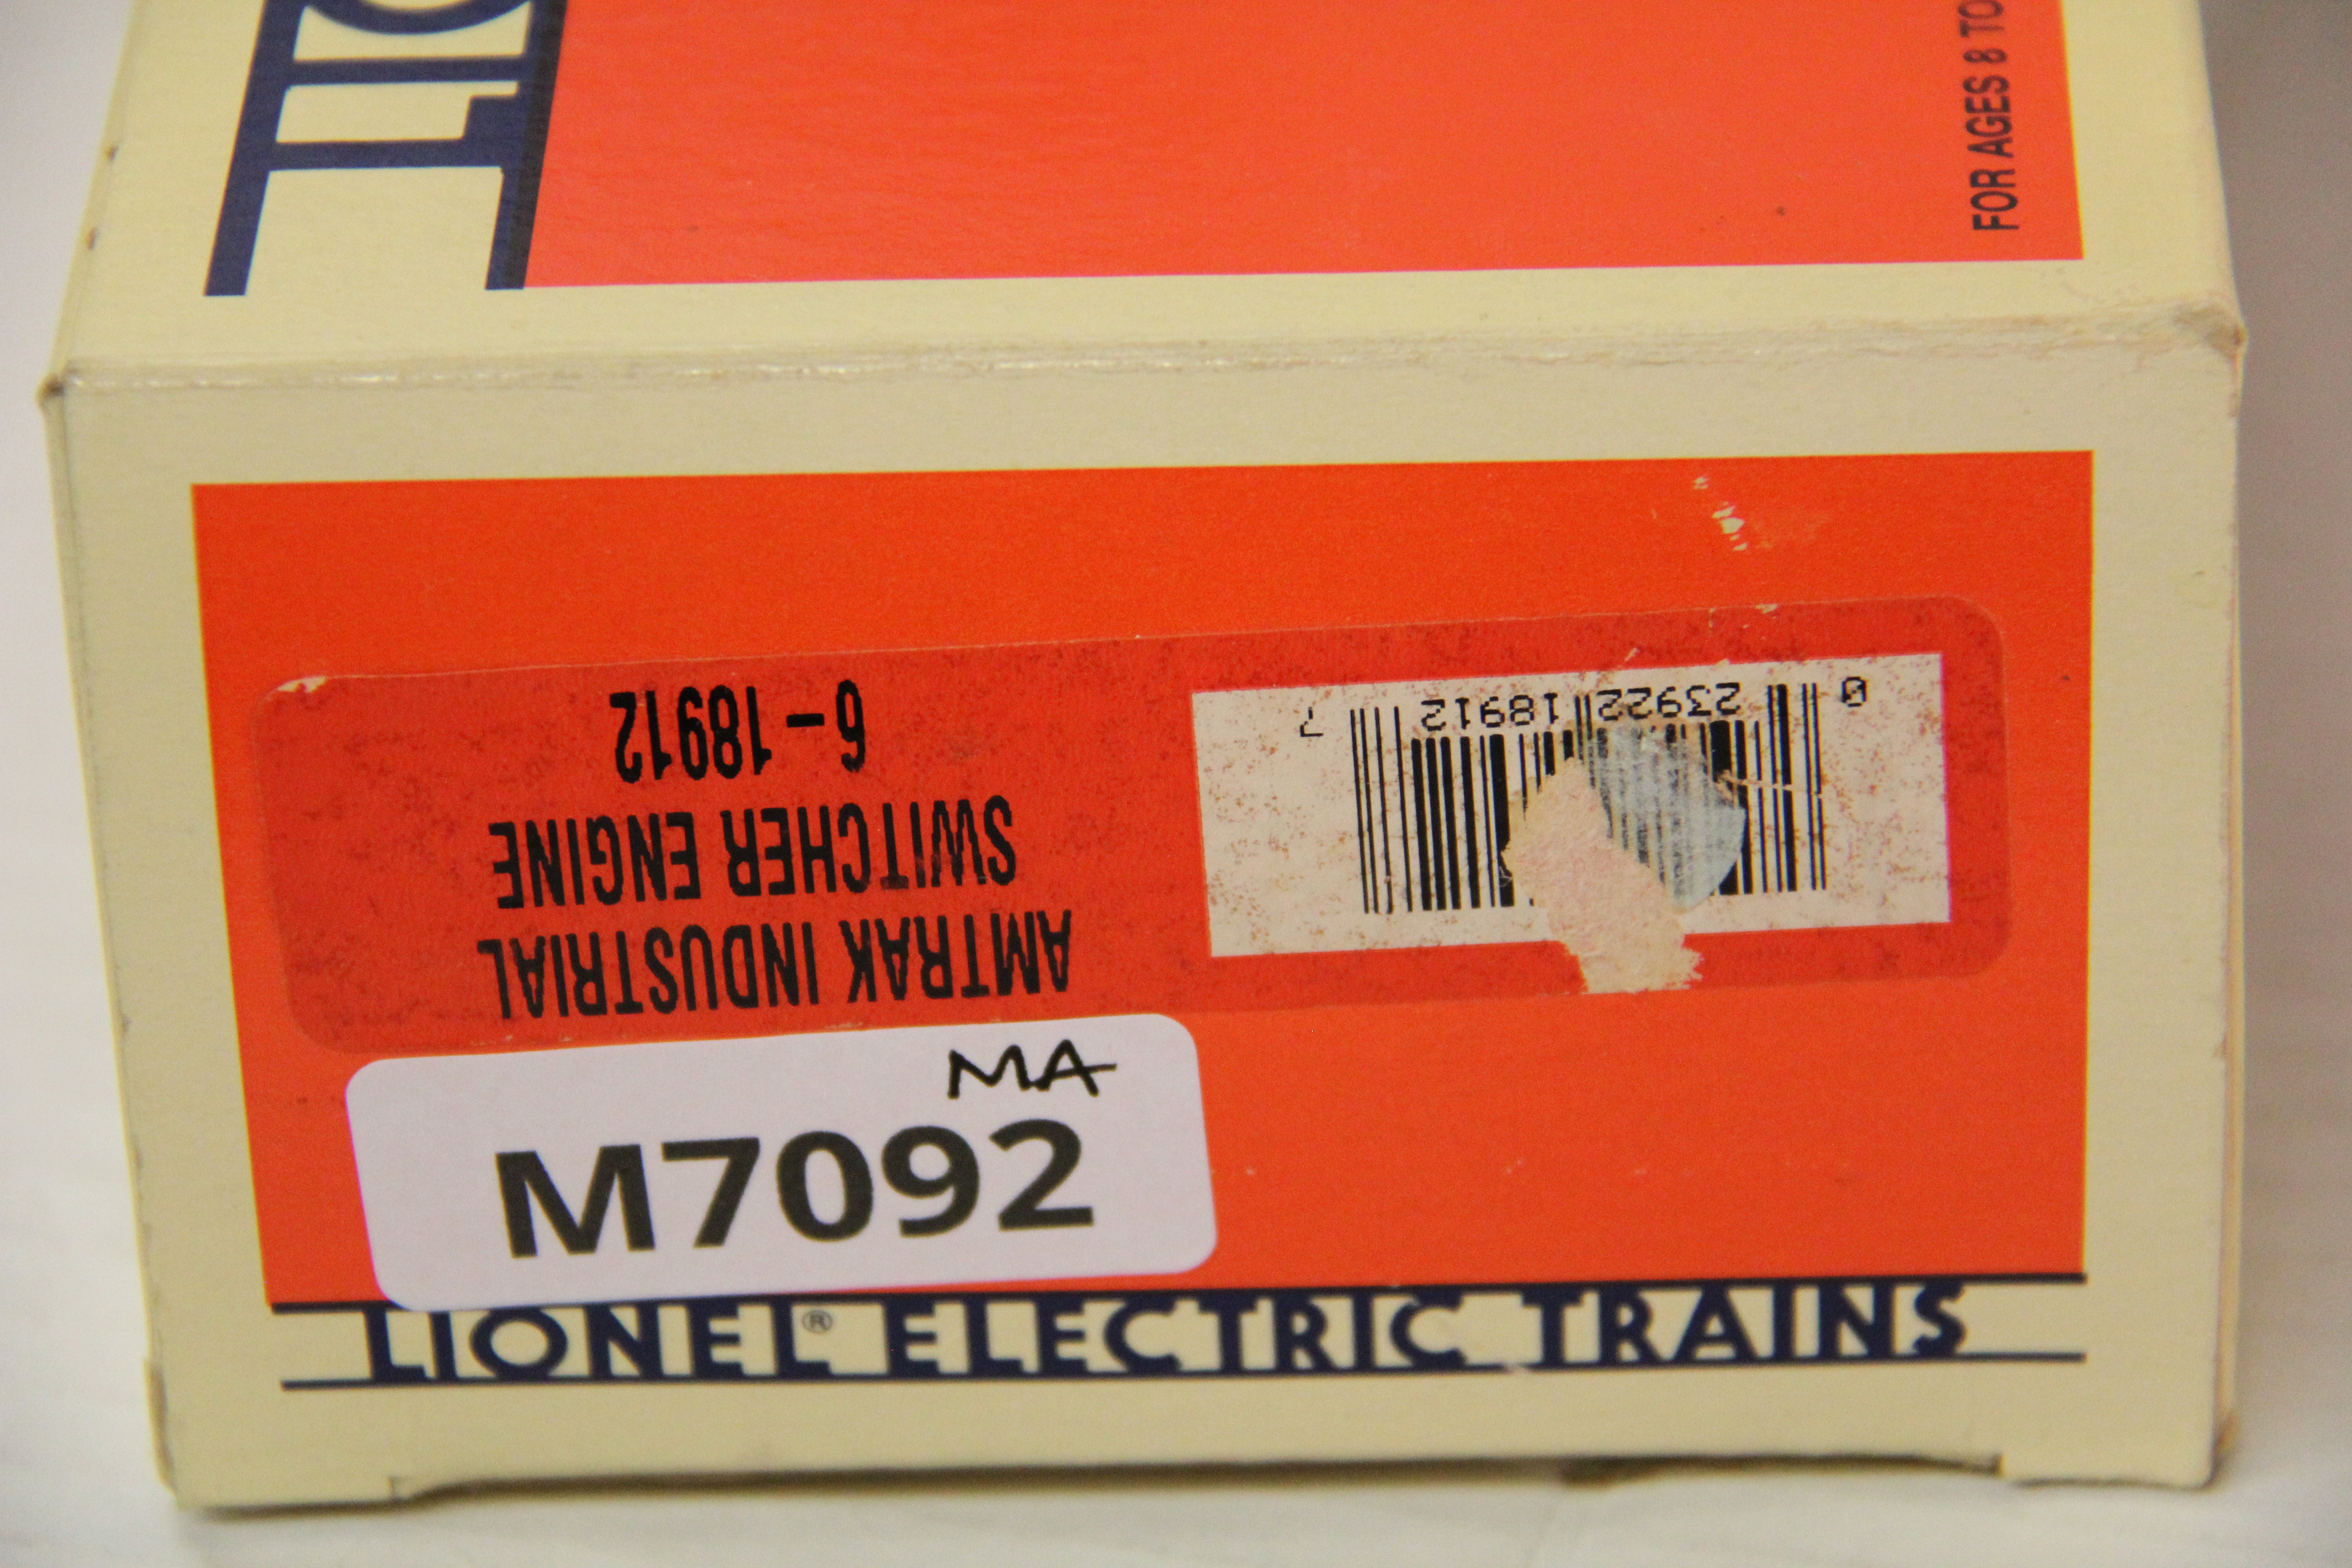 FOR AGES 8 TO
AMTRAK INDUSTRIAL
SWITCHER ENGINE
6-18912
0 23922 18912 7
MA
M7092
LIONEL® ELECTRIC TRAINS